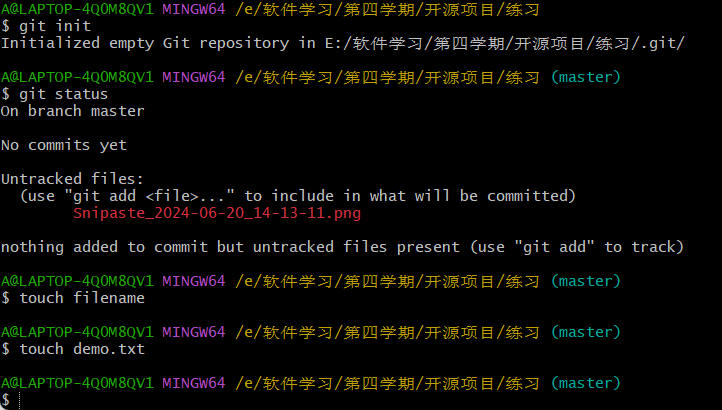 A@LAPTOP-4Q0M8QV1 MINGW64 /e/软件学习/第四学期/开源项目/练习
$ git init
Initialized empty Git repository in E:/软件学习/第四学期/开源项目/练习/.git/
A@LAPTOP-4Q0M8QV1 MINGW64 /e/软件学习/第四学期/开源项目/练习 (master)
$ git status
On branch master
No commits yet
Untracked files:
(use "git add <file>..." to include in what will be committed)
Snipaste_2024-06-20_14-13-11.png
nothing added to commit but untracked files present (use "git add" to track)
A@LAPTOP-4Q0M8QV1 MINGW64 /e/软件学习/第四学期/开源项目/练习 (master)
$ touch filename
A@LAPTOP-4Q0M8QV1 MINGW64 /e/软件学习/第四学期/开源项目/练习 (master)
$ touch demo.txt
A@LAPTOP-4Q0M8QV1 MINGW64 /e/软件学习/第四学期/开源项目/练习 (master)
$